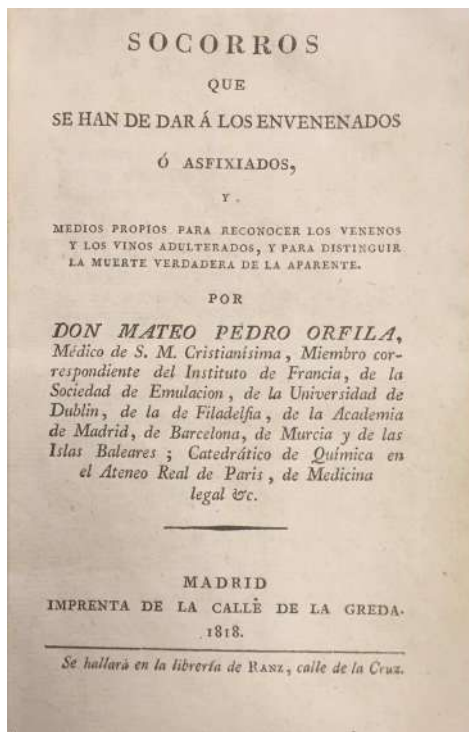 SOCORROS
QUE
SE HAN DE DAR Á LOS ENVENENADOS
Ó ASFIXIADOS,
Y
MEDIOS PROPIOS PARA RECONOCER LOS VENENOS
Y LOS VINOS ADULTERADOS, Y PARA DISTINGUIR
LA MUERTE VERDADERA DE LA APARENTE.
POR
DON MATEO PEDRO ORFILA,
Médico de S. M. Cristianísima, Miembro cor-
respondiente del Instituto de Francia, de la
Sociedad de Emulacion, de la Universidad de
Dublin, de la de Filadelfia, de la Academia
de Madrid, de Barcelona, de Murcia y de las
Islas Baleares; Catedrático de Química en
el Ateneo Real de Paris, de Medicina
legal &c.
MADRID
IMPRENTA DE LA CALLE DE LA GREDA.
1818.
Se hallará en la librería de RANZ, calle de la Cruz.